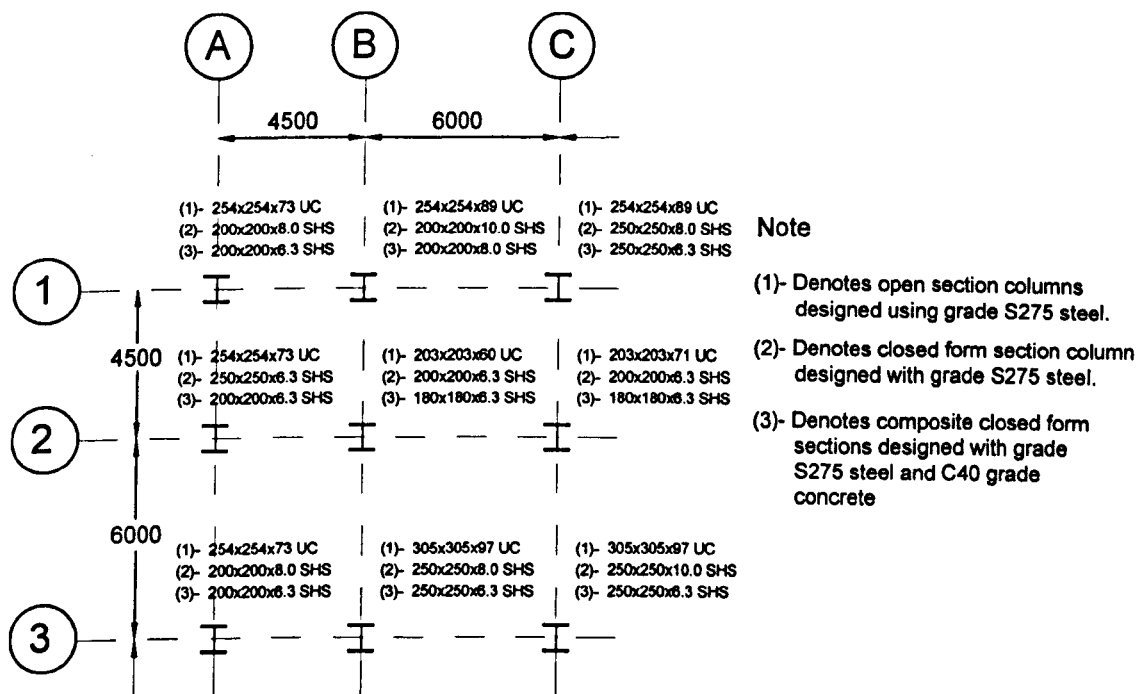 A B C
4500 6000
(1)- 254x254x73 UC
(2)- 200x200x8.0 SHS
(3)- 200x200x6.3 SHS
(1)- 254x254x89 UC
(2)- 200x200x10.0 SHS
(3)- 200x200x8.0 SHS
(1)- 254x254x89 UC
(2)- 250x250x8.0 SHS
(3)- 250x250x6.3 SHS
1
4500
(1)- 254x254x73 UC
(2)- 250x250x6.3 SHS
(3)- 200x200x6.3 SHS
(1)- 203x203x60 UC
(2)- 200x200x6.3 SHS
(3)- 180x180x6.3 SHS
(1)- 203x203x71 UC
(2)- 200x200x6.3 SHS
(3)- 180x180x6.3 SHS
2
6000
(1)- 254x254x73 UC
(2)- 200x200x8.0 SHS
(3)- 200x200x6.3 SHS
(1)- 305x305x97 UC
(2)- 250x250x8.0 SHS
(3)- 250x250x6.3 SHS
(1)- 305x305x97 UC
(2)- 250x250x10.0 SHS
(3)- 250x250x6.3 SHS
3
Note
(1)- Denotes open section columns
designed using grade S275 steel.
(2)- Denotes closed form section column
designed with grade S275 steel.
(3)- Denotes composite closed form
sections designed with grade
S275 steel and C40 grade
concrete